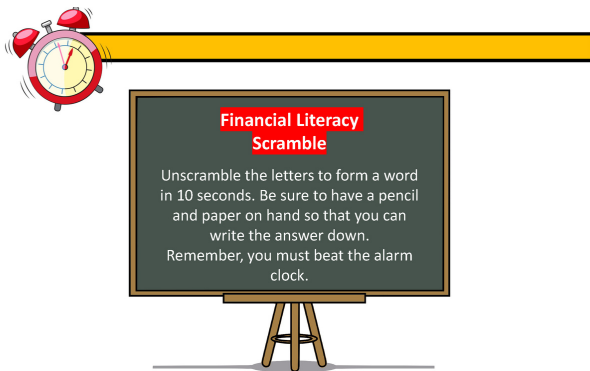 Financial Literacy
Scramble
Unscramble the letters to form a word
in 10 seconds. Be sure to have a pencil
and paper on hand so that you can
write the answer down.
Remember, you must beat the alarm
clock.